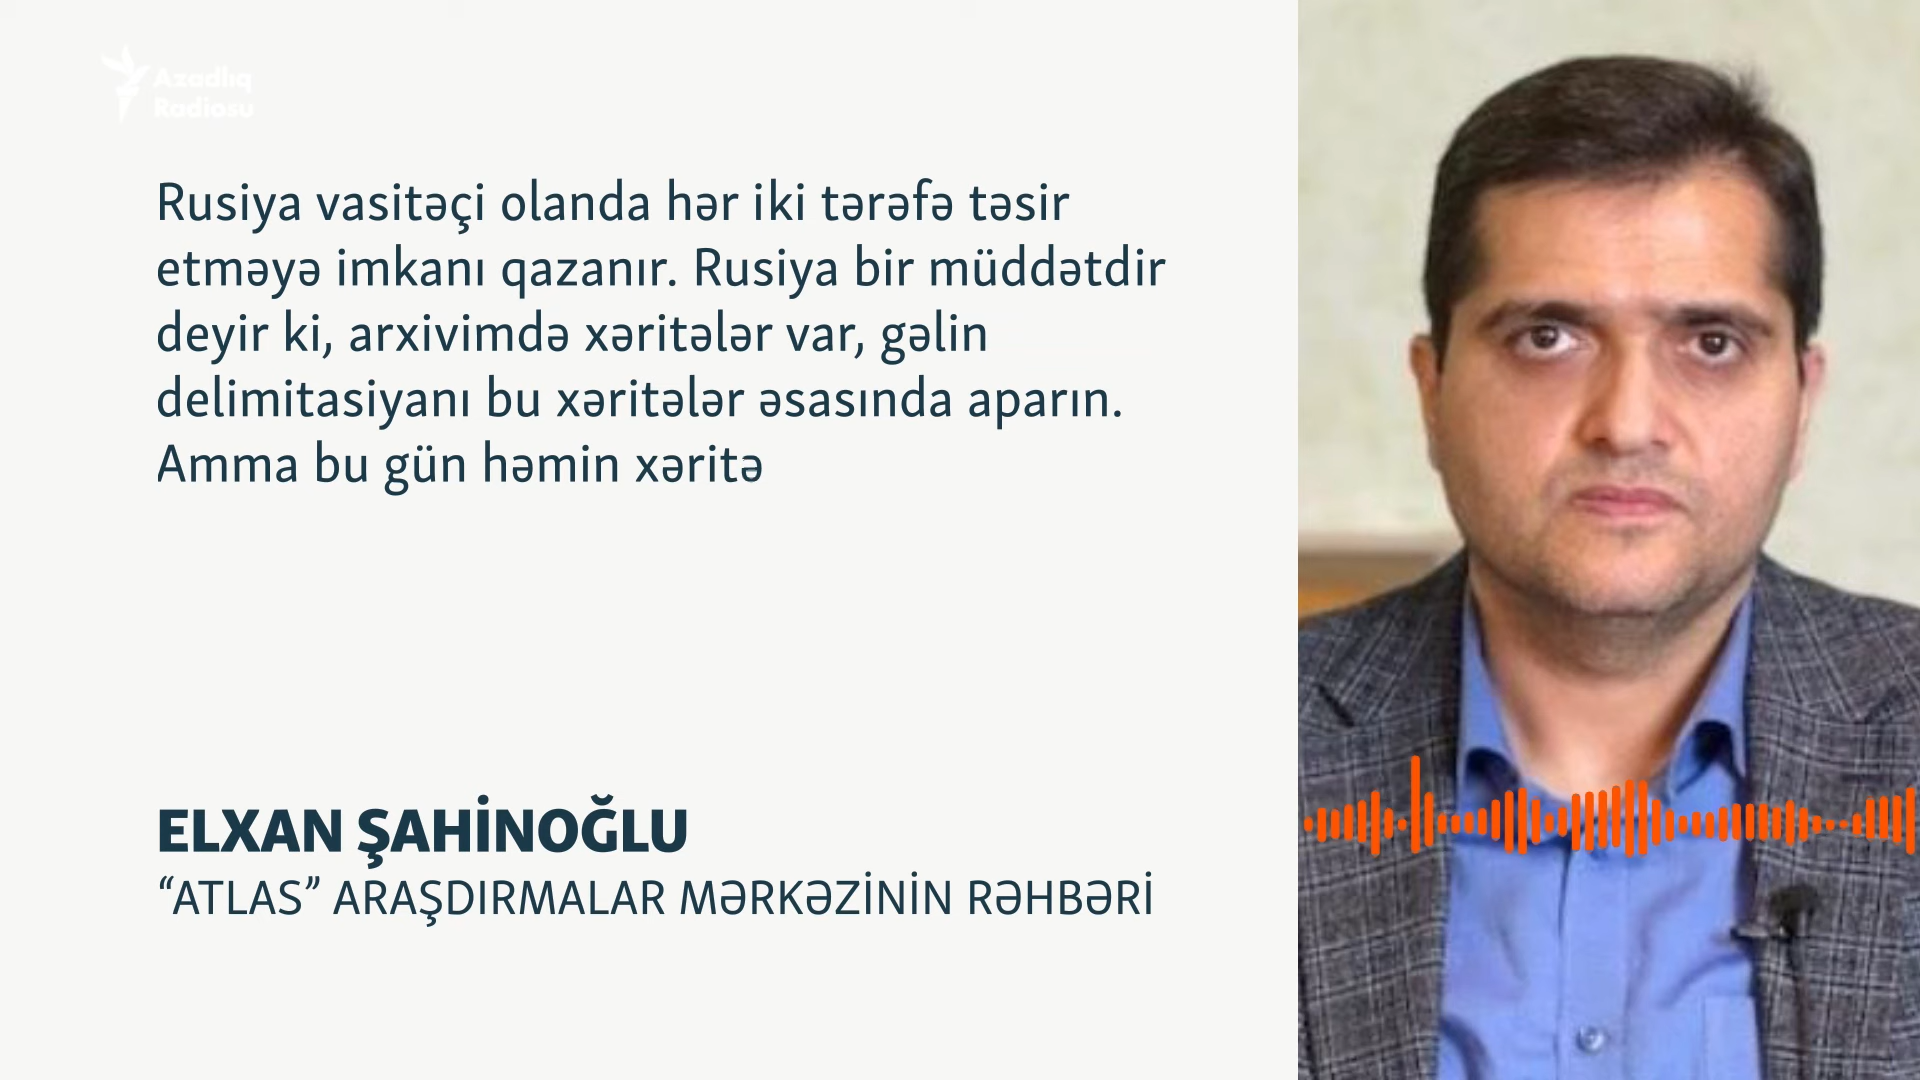 Azadlıq
Radiosu
Rusiya vasitəçi olanda hər iki tərəfə təsir
etməyə imkanı qazanır. Rusiya bir müddətdir
deyir ki, arxivimdə xəritələr var, gəlin
delimitasiyanı bu xəritələr əsasında aparın.
Amma bu gün həmin xəritə
ELXAN ŞAHİNOĞLU
“ATLAS” ARAŞDIRMALAR MƏRKƏZİNİN RƏHBƏRİ